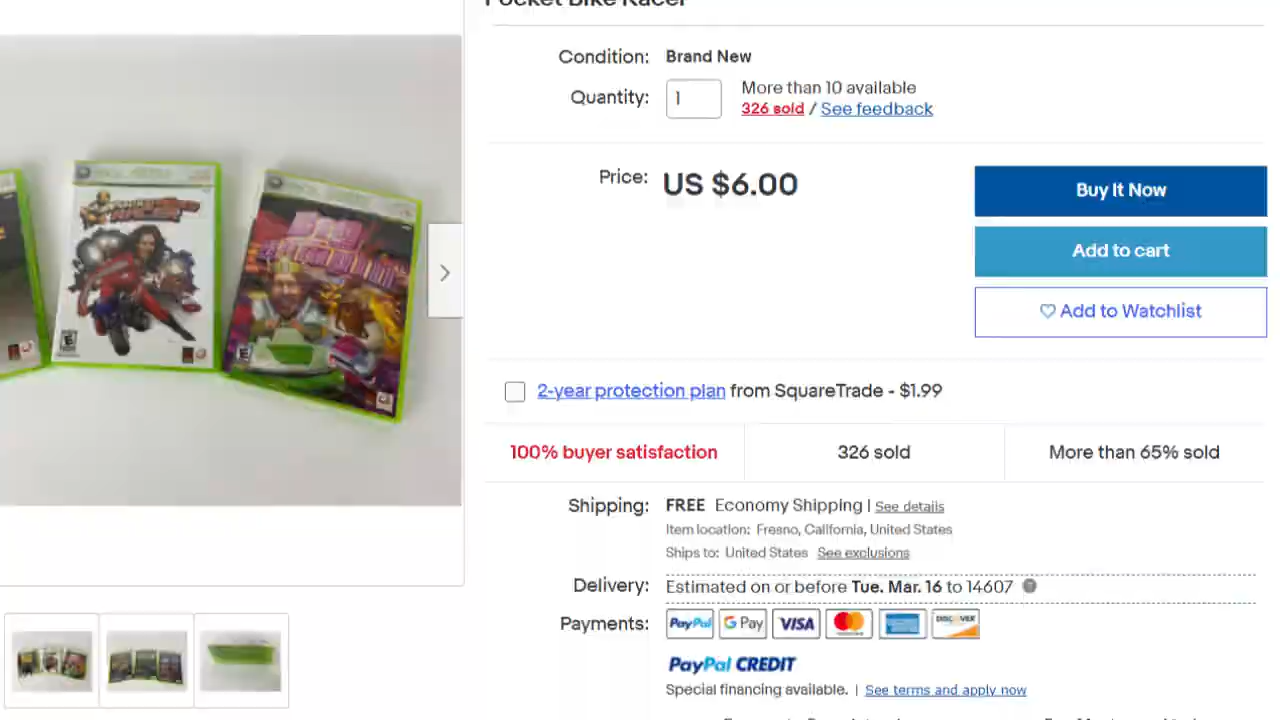 Pocket Bike Racer
Condition: Brand New
Quantity: 1
More than 10 available
326 sold / See feedback
Price: US $6.00
Buy It Now
Add to cart
Add to Watchlist
2-year protection plan from SquareTrade - $1.99
100% buyer satisfaction
326 sold
More than 65% sold
Shipping: FREE Economy Shipping | See details
Item location: Fresno, California, United States
Ships to: United States See exclusions
Delivery: Estimated on or before Tue. Mar. 16 to 14607
Payments: PayPal G Pay VISA DISCOVER
PayPal CREDIT
Special financing available. | See terms and apply now